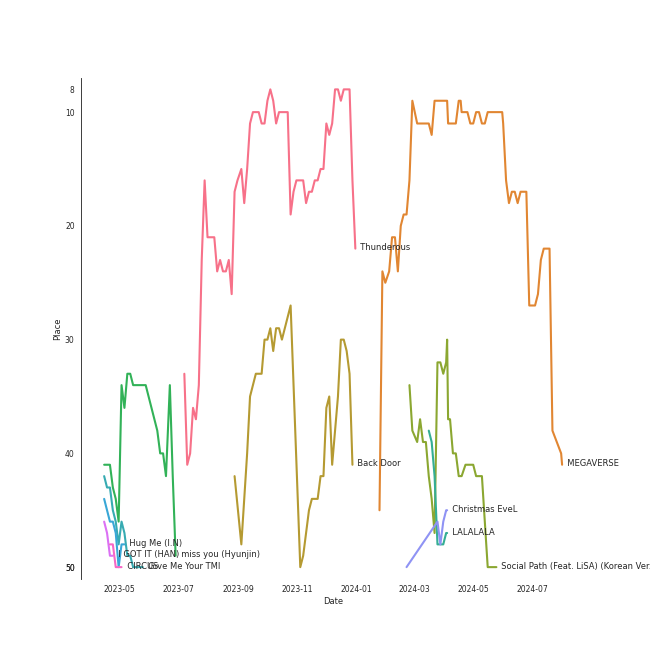 8
10
20
30
40
50
Place
Thunderous
Back Door
MEGAVERSE
Christmas EveL
LALALALA
Social Path (Feat. LiSA) (Korean Ver.
Hug Me (I.N)
I GOT IT (HAN)
miss you (Hyunjin)
CIRCUS
Give Me Your TMI
2023-05
2023-07
2023-09
2023-11
2024-01
2024-03
2024-05
2024-07
Date